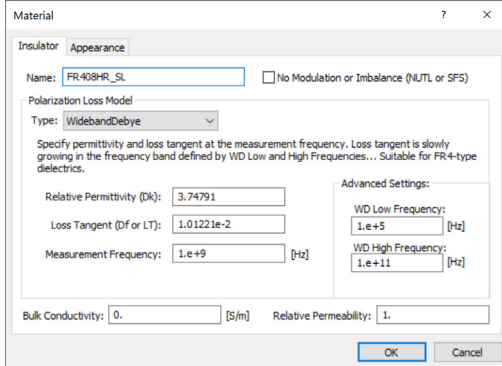 Material
? ×
Insulator Appearance
Name: FR408HR_SL No Modulation or Imbalance (NUTL or SFS)
Polarization Loss Model
Type: WidebandDebye
Specify permittivity and loss tangent at the measurement frequency. Loss tangent is slowly
growing in the frequency band defined by WD Low and High Frequencies... Suitable for FR4-type
dielectrics.
Advanced Settings:
Relative Permittivity (Dk): 3.74791
WD Low Frequency:
Loss Tangent (Df or LT): 1.01221e-2
1.e+5 [Hz]
WD High Frequency:
Measurement Frequency: 1.e+9 [Hz]
1.e+11 [Hz]
Bulk Conductivity: 0. [S/m] Relative Permeability: 1.
OK Cancel